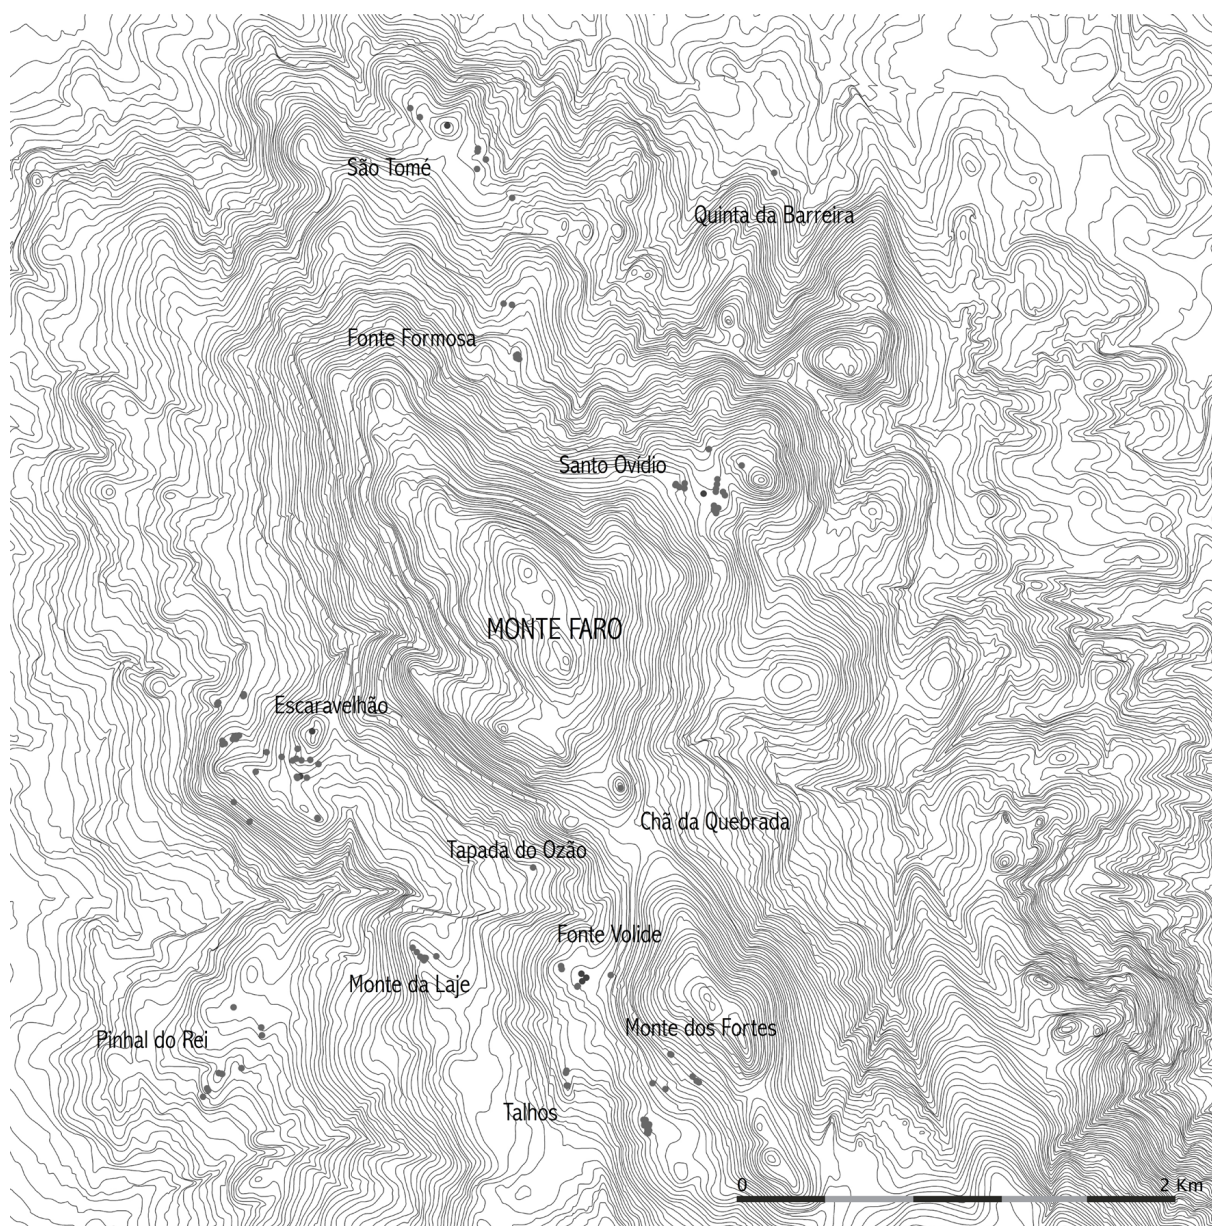 São Tomé
Quinta da Barreira
Fonte Formosa
Santo Ovídio
MONTE FARO
Escaravelhão
Chã da Quebrada
Tapada do Ozão
Fonte Volide
Monte da Laje
Monte dos Fortes
Pinhal do Rei
Talhos
0 2 Km